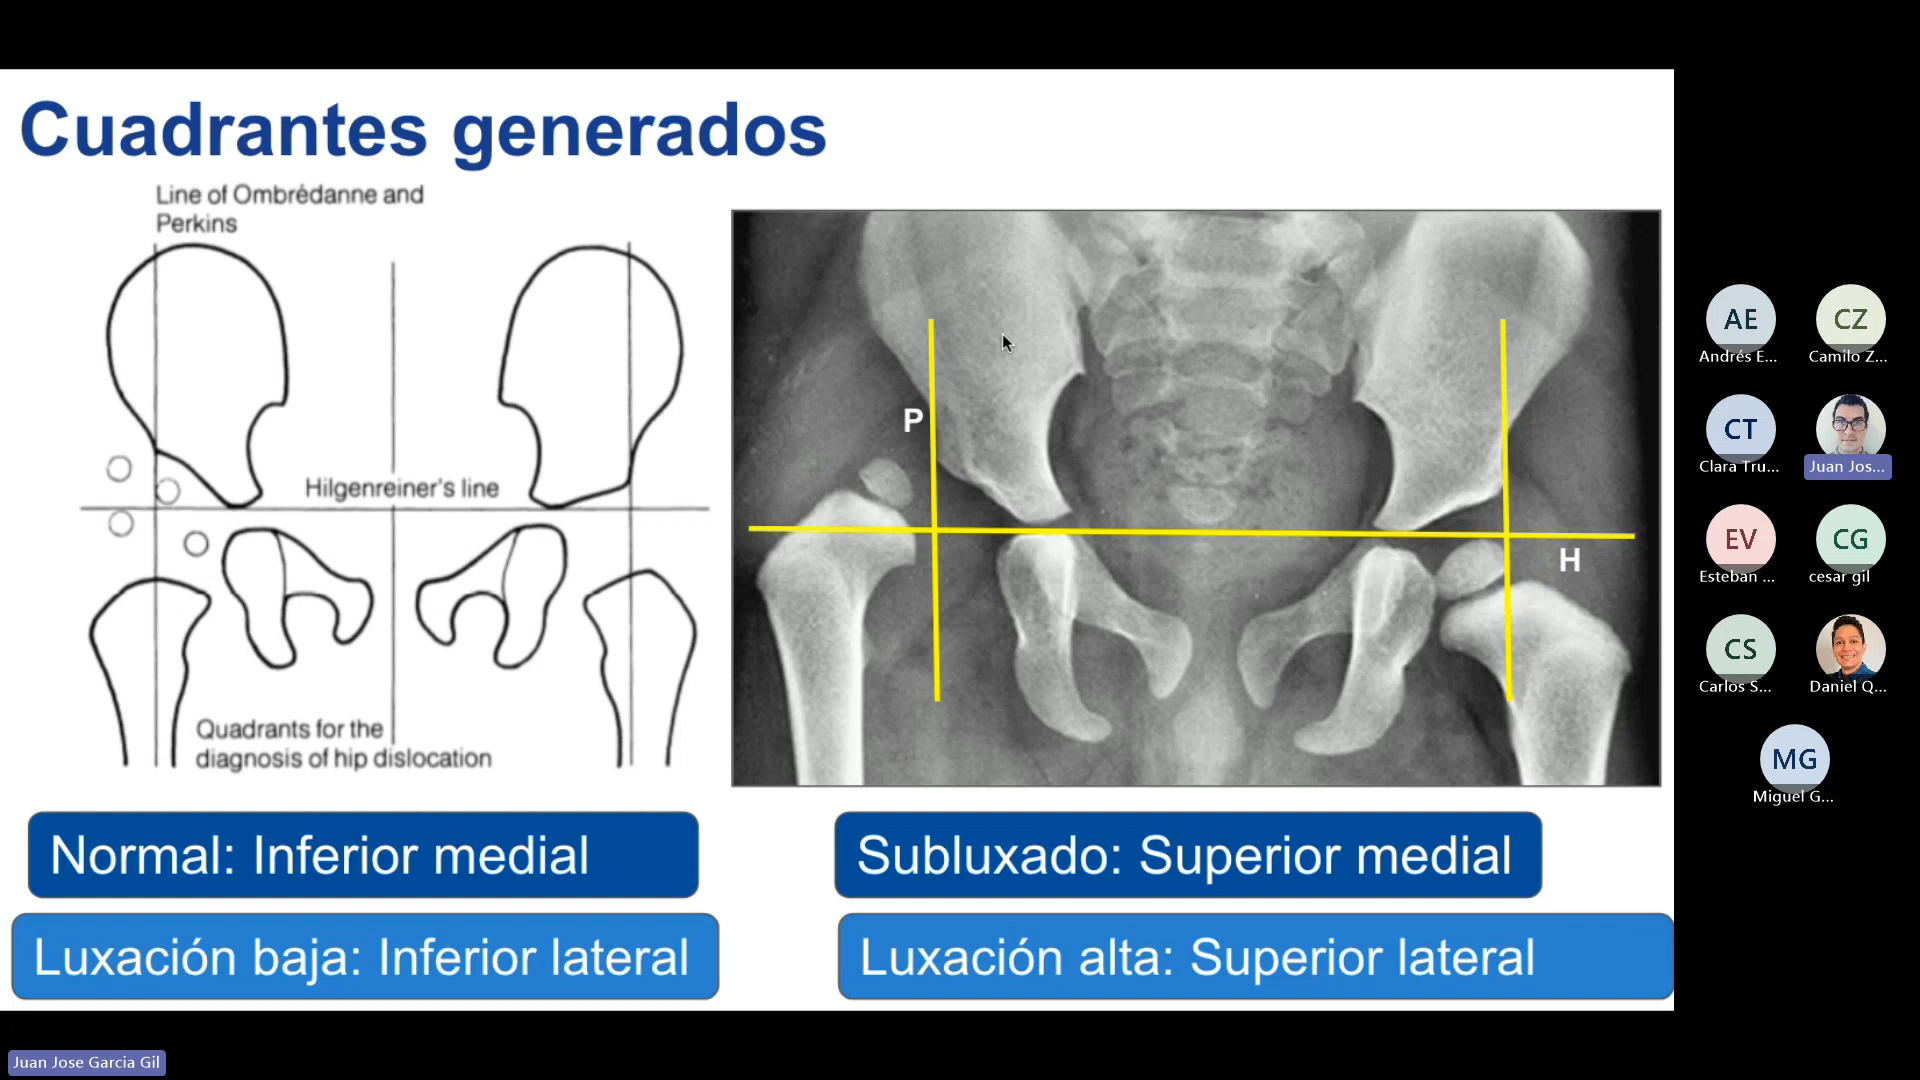 Cuadrantes generados
Line of Ombrédanne and
Perkins
Hilgenreiner's line
Quadrants for the
diagnosis of hip dislocation
P
H
Normal: Inferior medial
Subluxado: Superior medial
Luxación baja: Inferior lateral
Luxación alta: Superior lateral
AE
Andrés E...
CZ
Camilo Z...
CT
Clara Tru...
Juan Jos...
EV
Esteban ...
CG
cesar gil
CS
Carlos S...
Daniel Q...
MG
Miguel G...
Juan Jose Garcia Gil